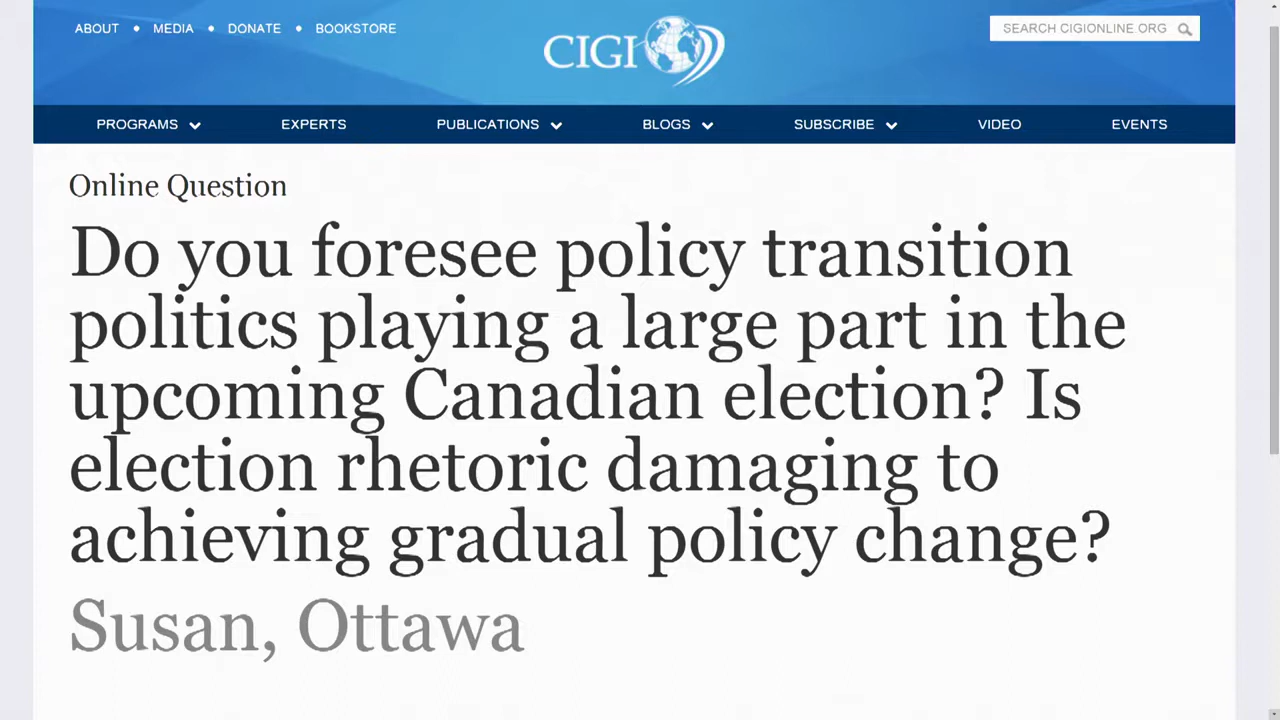 ABOUT • MEDIA • DONATE • BOOKSTORE
CIGI
SEARCH CIGIONLINE.ORG
PROGRAMS EXPERTS PUBLICATIONS BLOGS SUBSCRIBE VIDEO EVENTS
Online Question
Do you foresee policy transition
politics playing a large part in the
upcoming Canadian election? Is
election rhetoric damaging to
achieving gradual policy change?
Susan, Ottawa